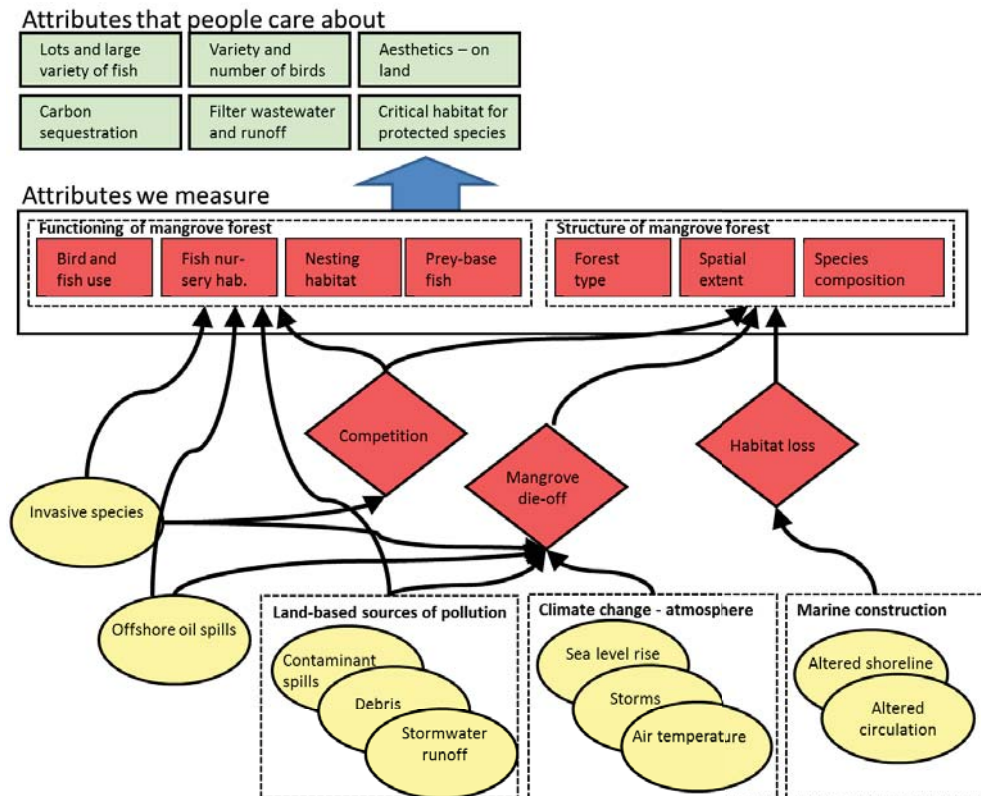 Attributes that people care about
Lots and large
variety of fish
Variety and
number of birds
Aesthetics – on
land
Carbon
sequestration
Filter wastewater
and runoff
Critical habitat for
protected species
Attributes we measure
Functioning of mangrove forest
Bird and
fish use
Fish nur-
sery hab.
Nesting
habitat
Prey-base
fish
Structure of mangrove forest
Forest
type
Spatial
extent
Species
composition
Competition
Mangrove
die-off
Habitat loss
Invasive species
Offshore oil spills
Land-based sources of pollution
Contaminant
spills
Debris
Stormwater
runoff
Climate change - atmosphere
Sea level rise
Storms
Air temperature
Marine construction
Altered shoreline
Altered
circulation